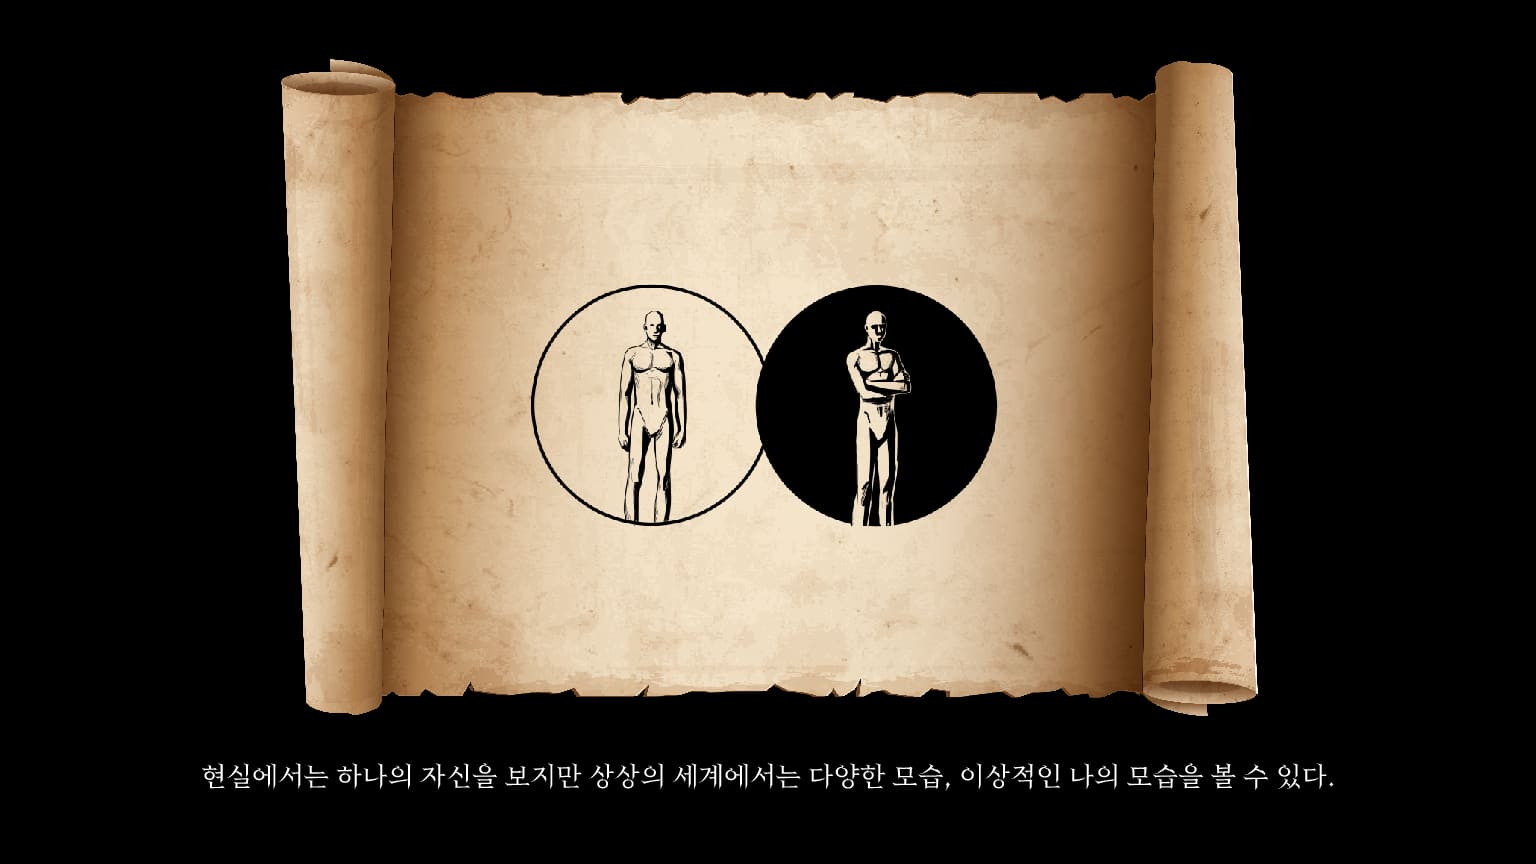 현실에서는 하나의 자신을 보지만 상상의 세계에서는 다양한 모습, 이상적인 나의 모습을 볼 수 있다.